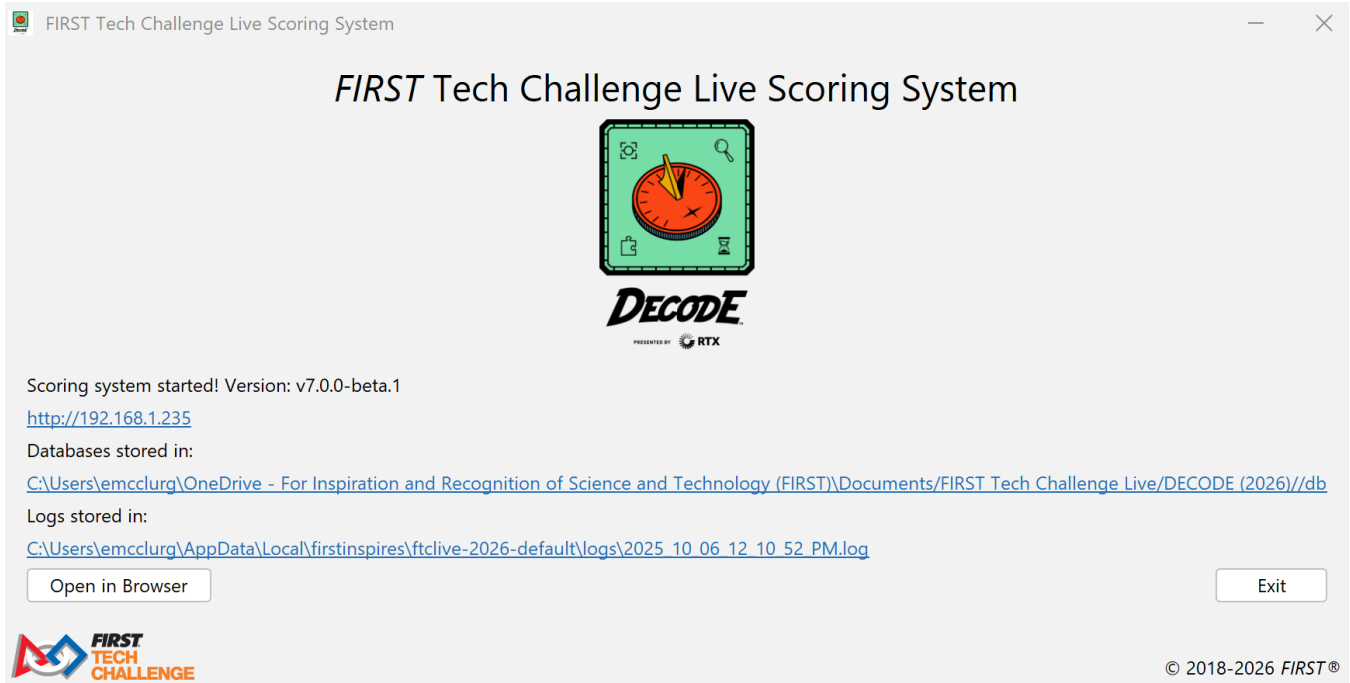 FIRST Tech Challenge Live Scoring System
FIRST Tech Challenge Live Scoring System
DECODE™
PRESENTED BY RTX
Scoring system started! Version: v7.0.0-beta.1
http://192.168.1.235
Databases stored in:
C:\Users\emcclurg\OneDrive - For Inspiration and Recognition of Science and Technology (FIRST)\Documents/FIRST Tech Challenge Live/DECODE (2026)//db
Logs stored in:
C:\Users\emcclurg\AppData\Local\firstinspires\ftclive-2026-default\logs\2025_10_06_12_10_52_PM.log
Open in Browser
Exit
FIRST
TECH
CHALLENGE
© 2018-2026 FIRST®